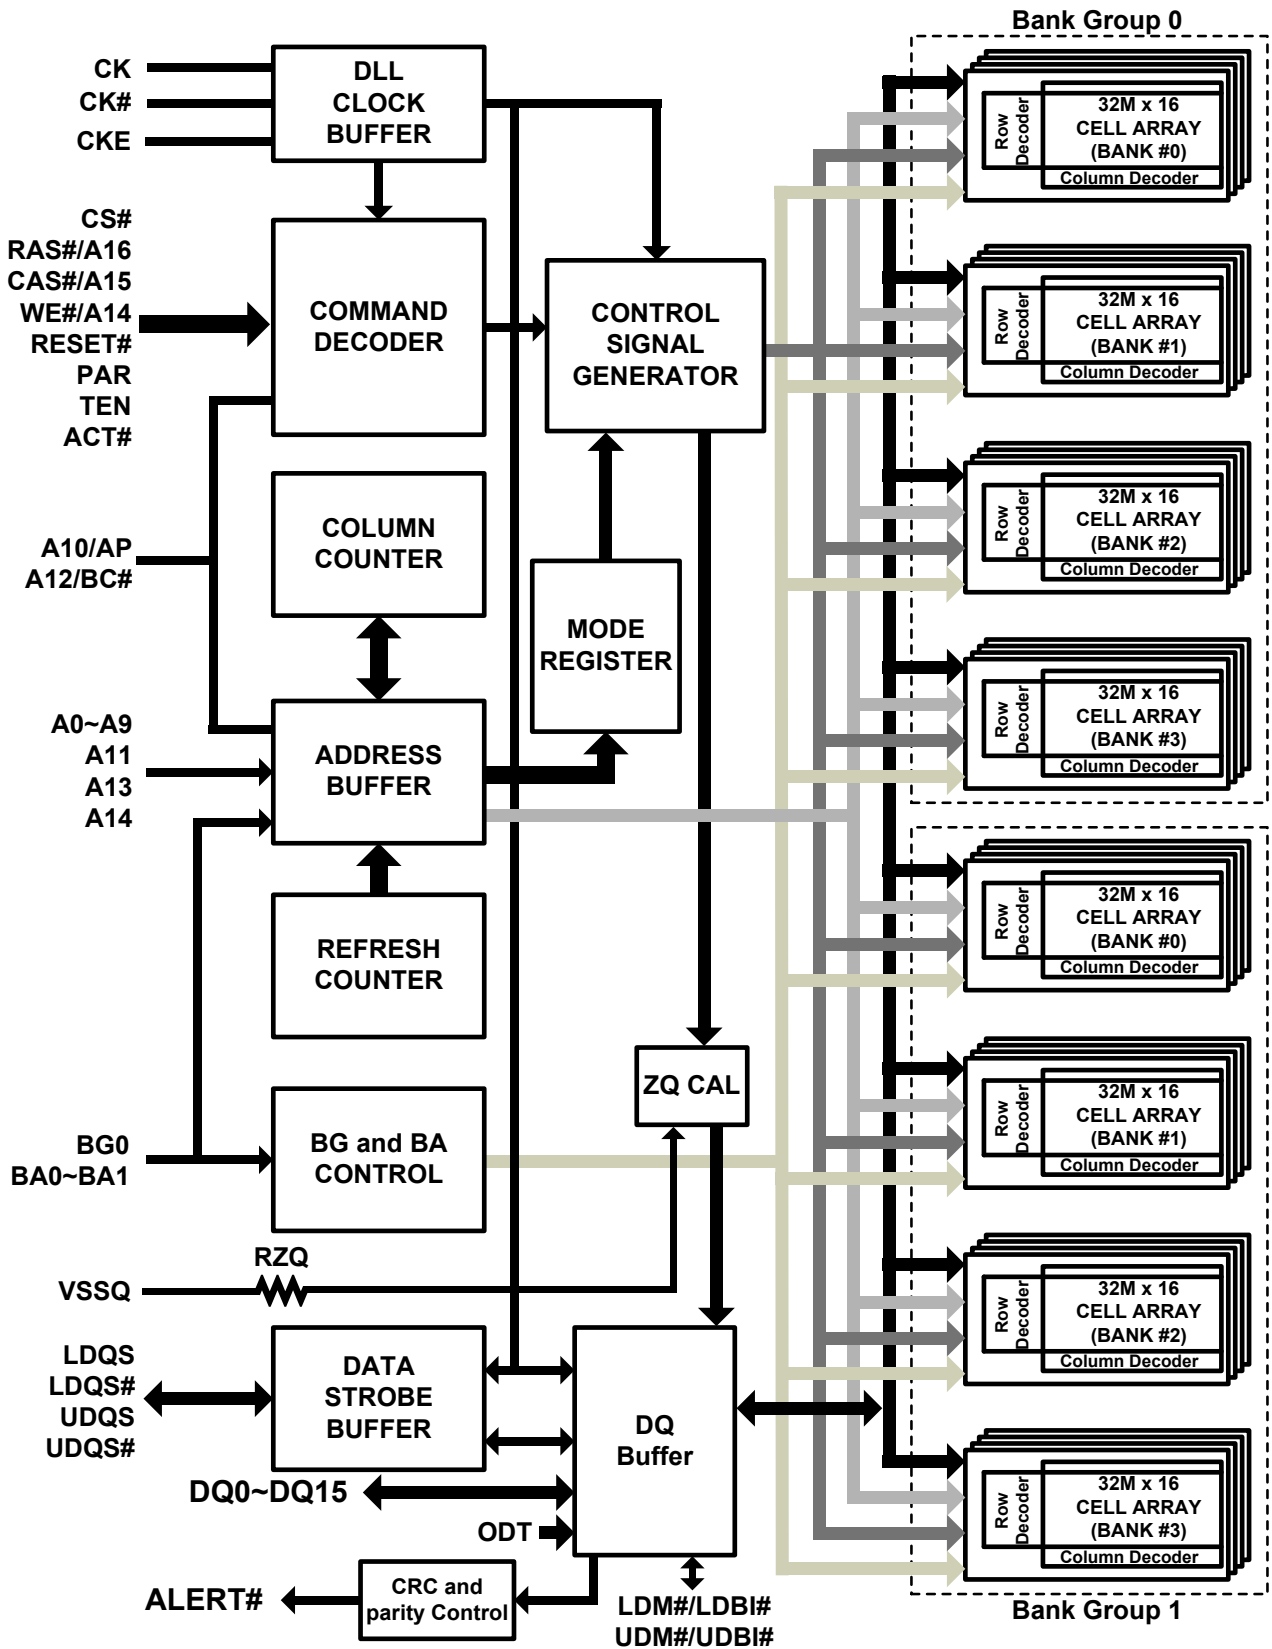 Bank Group 0
CK
CK#
CKE
DLL
CLOCK
BUFFER
CS#
RAS#/A16
CAS#/A15
WE#/A14
RESET#
PAR
TEN
ACT#
COMMAND
DECODER
CONTROL
SIGNAL
GENERATOR
A10/AP
A12/BC#
COLUMN
COUNTER
MODE
REGISTER
A0~A9
A11
A13
A14
ADDRESS
BUFFER
REFRESH
COUNTER
ZQ CAL
BG0
BA0~BA1
BG and BA
CONTROL
RZQ
VSSQ
LDQS
LDQS#
UDQS
UDQS#
DATA
STROBE
BUFFER
DQ
Buffer
DQ0~DQ15
ODT
ALERT#
CRC and
parity Control
LDM#/LDBI#
UDM#/UDBI#
Row
Decoder
32M x 16
CELL ARRAY
(BANK #0)
Column Decoder
Row
Decoder
32M x 16
CELL ARRAY
(BANK #1)
Column Decoder
Row
Decoder
32M x 16
CELL ARRAY
(BANK #2)
Column Decoder
Row
Decoder
32M x 16
CELL ARRAY
(BANK #3)
Column Decoder
Row
Decoder
32M x 16
CELL ARRAY
(BANK #0)
Column Decoder
Row
Decoder
32M x 16
CELL ARRAY
(BANK #1)
Column Decoder
Row
Decoder
32M x 16
CELL ARRAY
(BANK #2)
Column Decoder
Row
Decoder
32M x 16
CELL ARRAY
(BANK #3)
Column Decoder
Bank Group 1